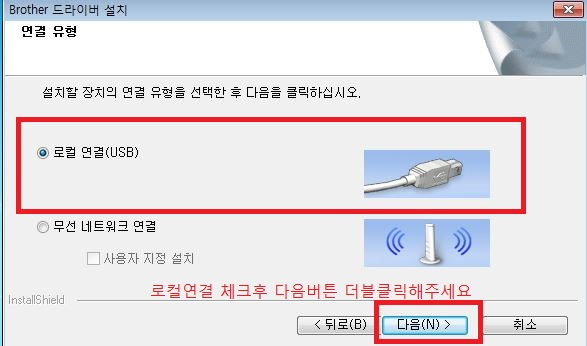 Brother 드라이버 설치
연결 유형
설치할 장치의 연결 유형을 선택한 후 다음을 클릭하십시오.
로컬 연결(USB)
무선 네트워크 연결
사용자 지정 설치
로컬연결 체크후 다음버튼 더블클릭해주세요
InstallShield
< 뒤로(B)
다음(N) >
취소